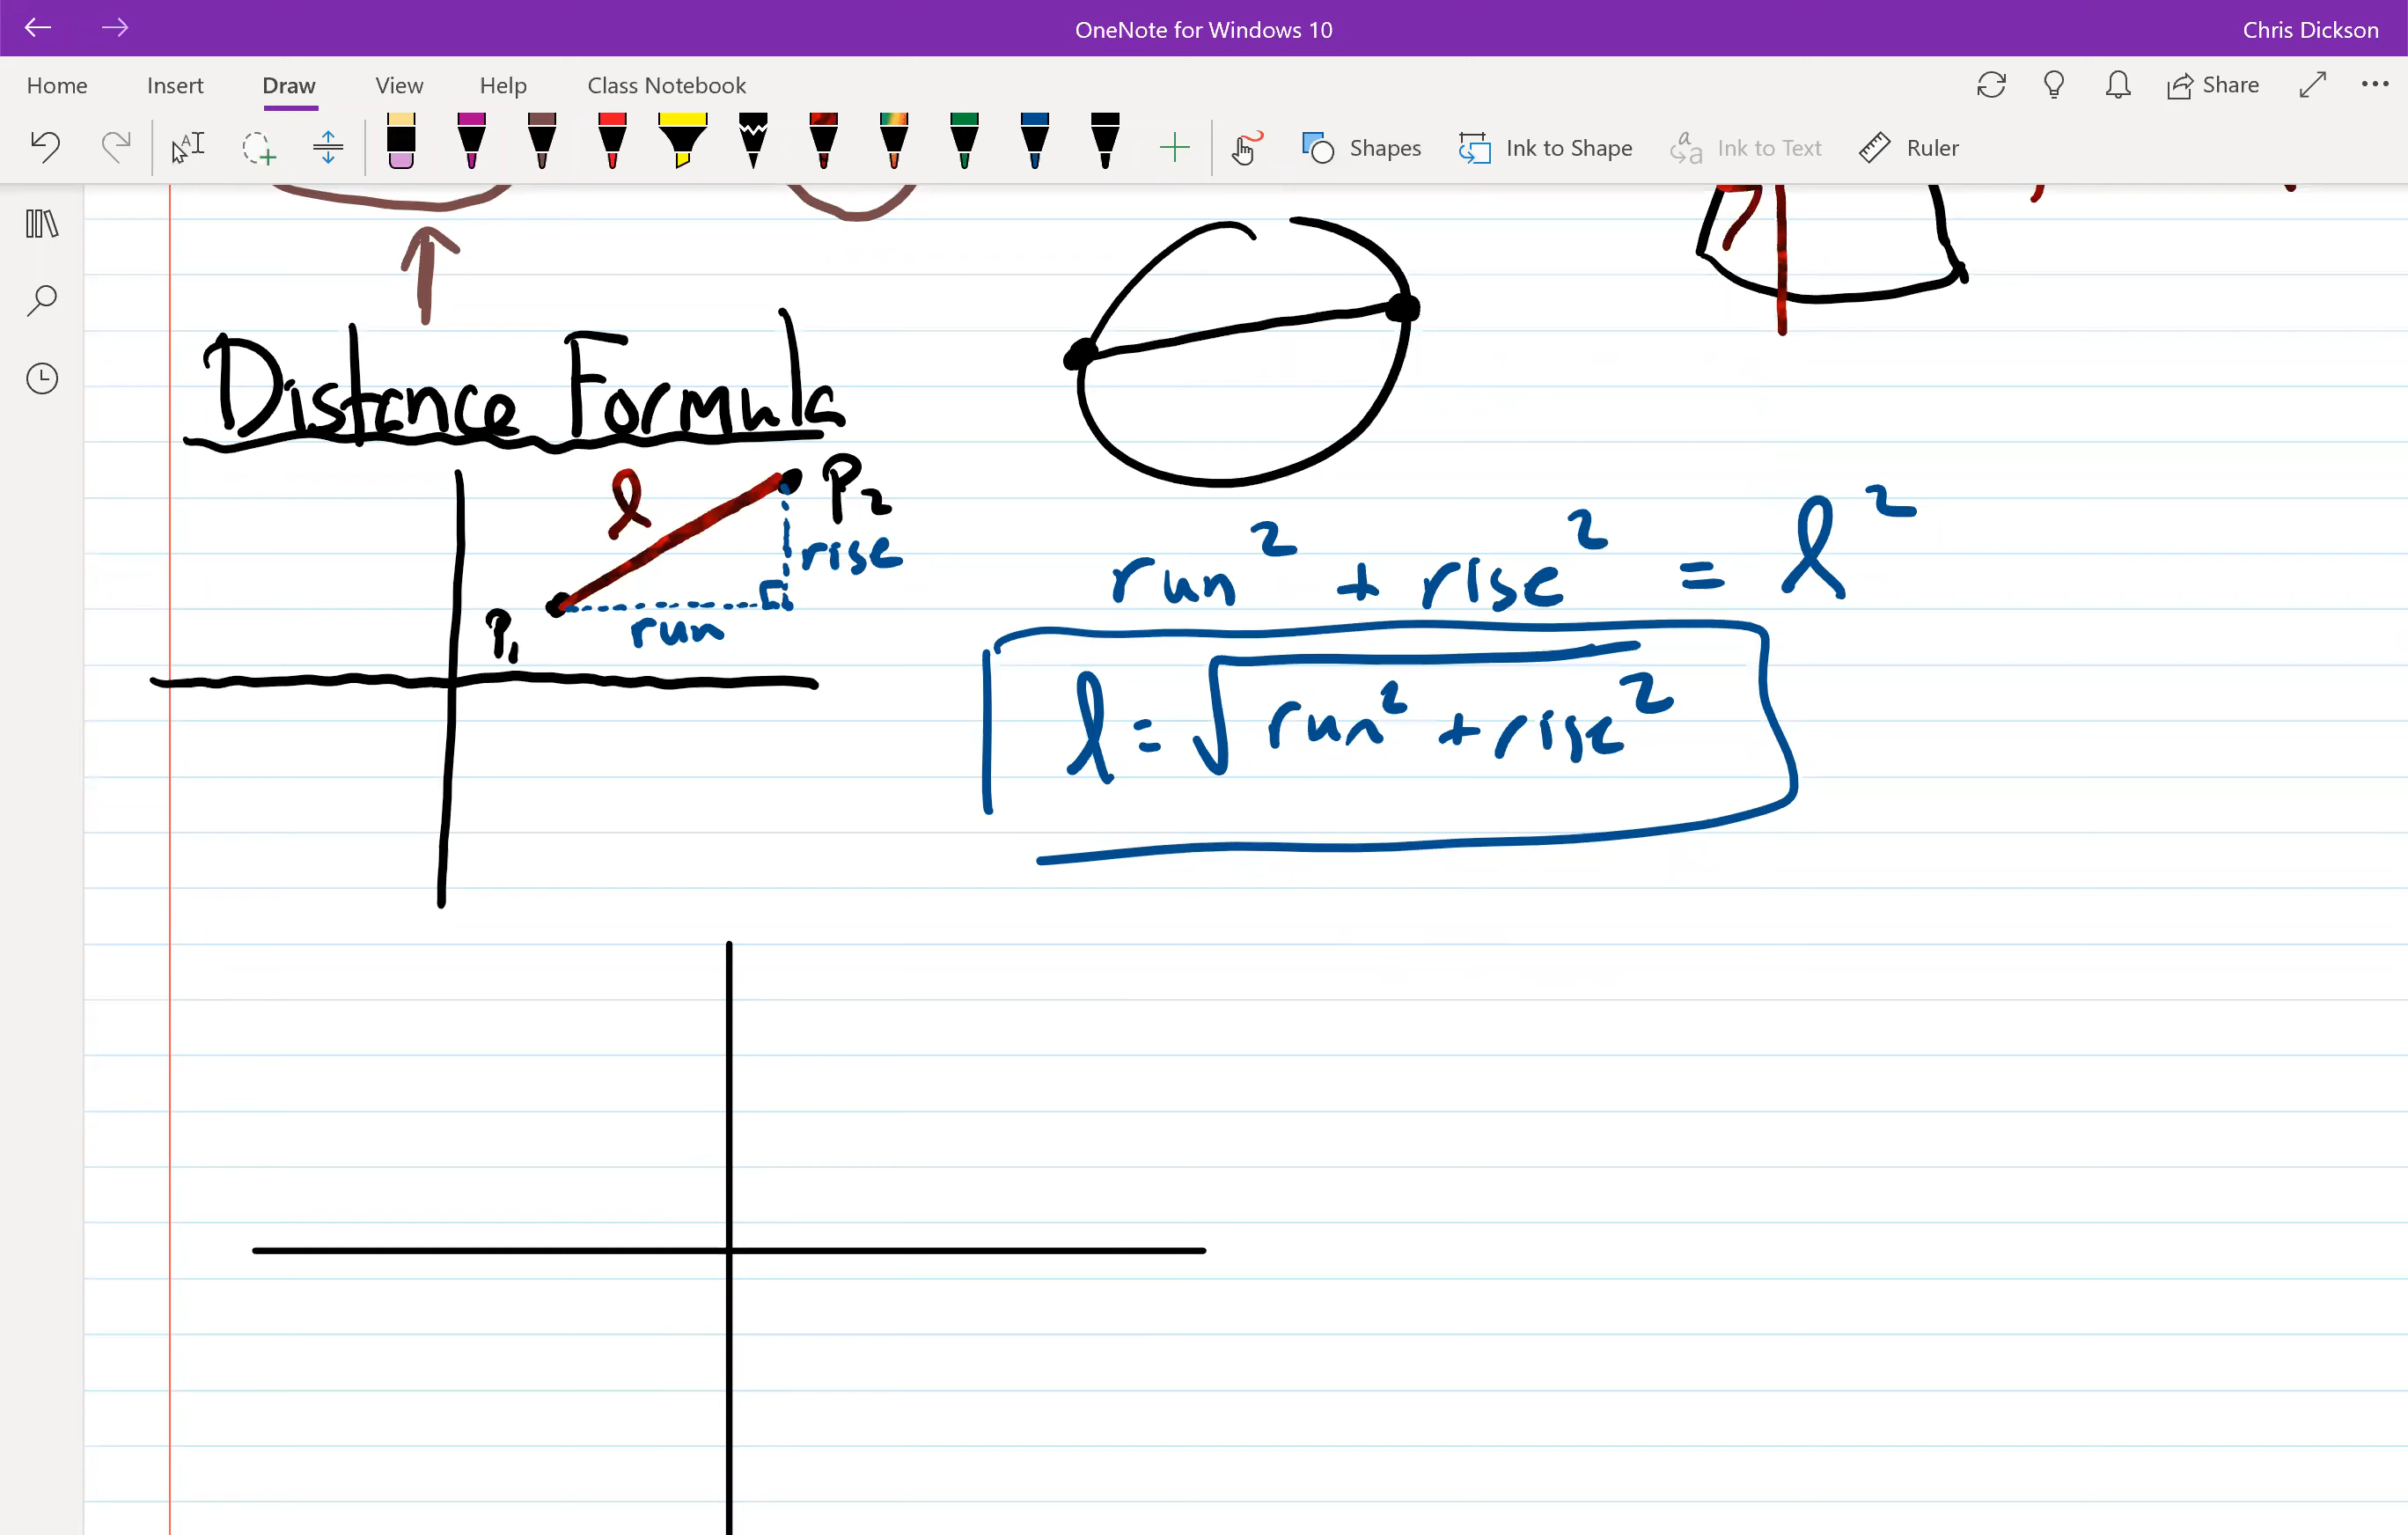 OneNote for Windows 10
Chris Dickson
Home Insert Draw View Help Class Notebook
Share
Shapes Ink to Shape Ink to Text Ruler
Distance Formula
l P₂
rise
P₁ run
run² + rise² = l²
l = √run² + rise²